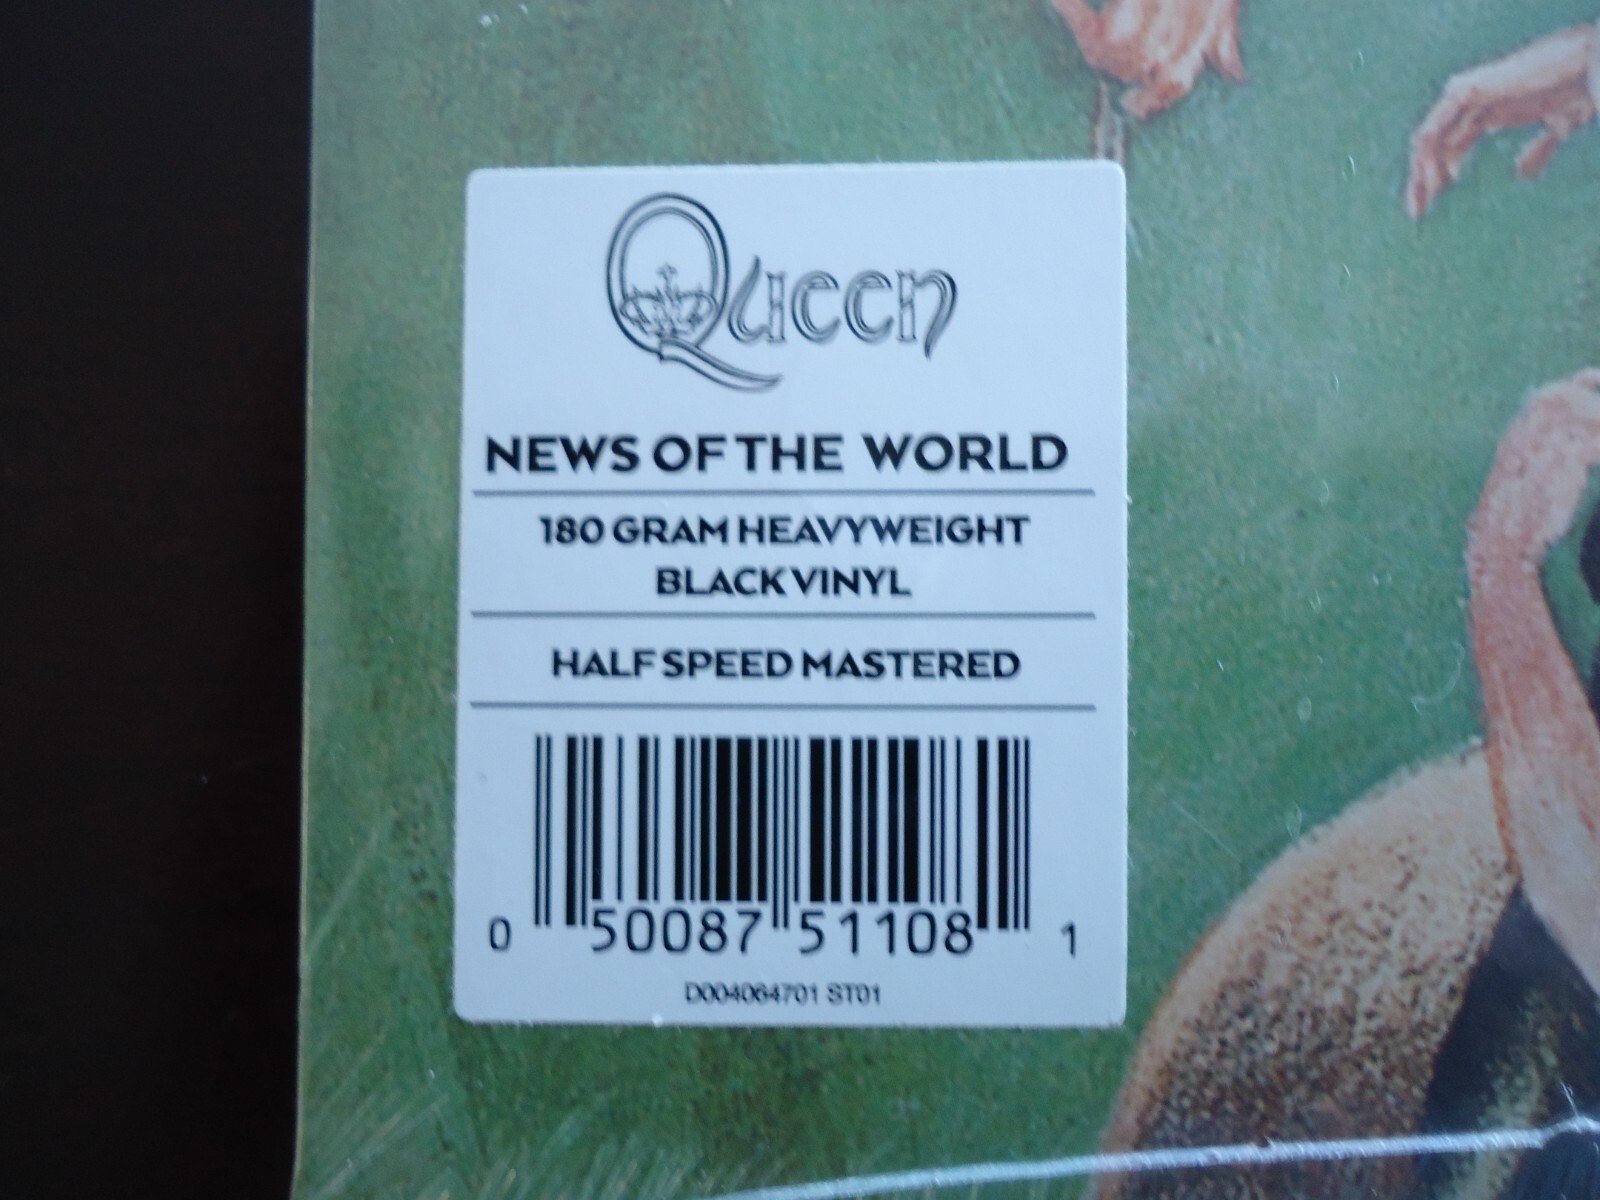 Queen
NEWS OF THE WORLD
180 GRAM HEAVYWEIGHT
BLACK VINYL
HALF SPEED MASTERED
0 50087 51108 1
D004064701 ST01